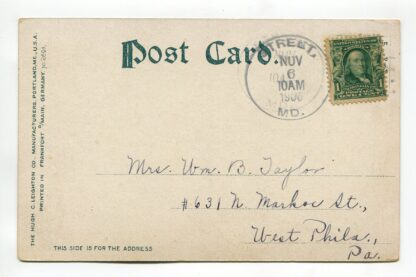 Post Card.
STREET,
NOV
6
10AM
1906
MD.
THE HUGH C. LEIGHTON CO., MANUFACTURERS, PORTLAND, ME., U.S.A.
PRINTED IN FRANKFORT O/MAIN, GERMANY.
Mrs. Wm. B. Taylor
#631 N. Markoe St.,
West Phila.,
Pa.
THIS SIDE IS FOR THE ADDRESS